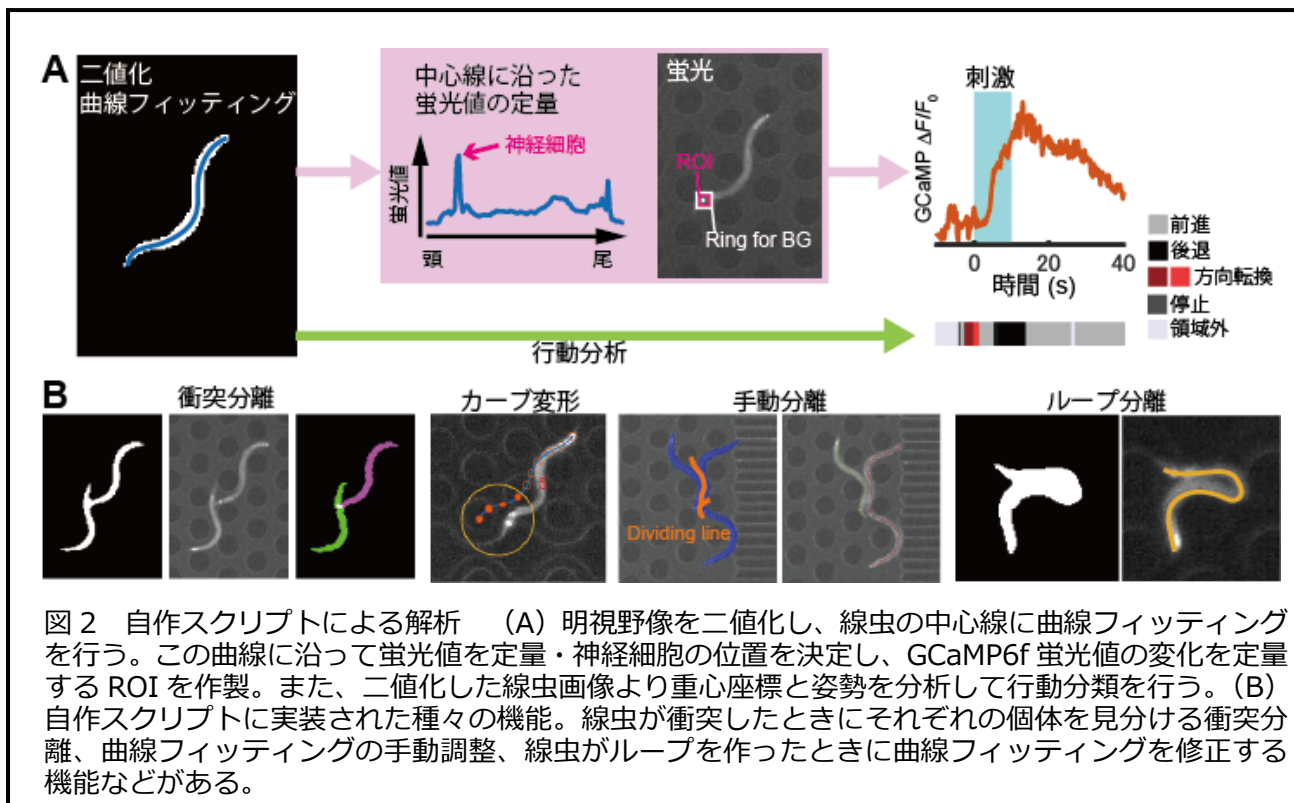 A
二値化
曲線フィッティング
中心線に沿った
蛍光値の定量
神経細胞
蛍光値
頭
尾
蛍光
ROI
Ring for BG
刺激
GCaMP ΔF/F0
0
20
40
時間 (s)
前進
後退
方向転換
停止
領域外
行動分析
B
衝突分離
カーブ変形
手動分離
ループ分離
Dividing line
図 2 自作スクリプトによる解析 （A）明視野像を二値化し、線虫の中心線に曲線フィッティング
を行う。この曲線に沿って蛍光値を定量・神経細胞の位置を決定し、GCaMP6f 蛍光値の変化を定量
する ROI を作製。また、二値化した線虫画像より重心座標と姿勢を分析して行動分類を行う。（B）
自作スクリプトに実装された種々の機能。線虫が衝突したときにそれぞれの個体を見分ける衝突分
離、曲線フィッティングの手動調整、線虫がループを作ったときに曲線フィッティングを修正する
機能などがある。